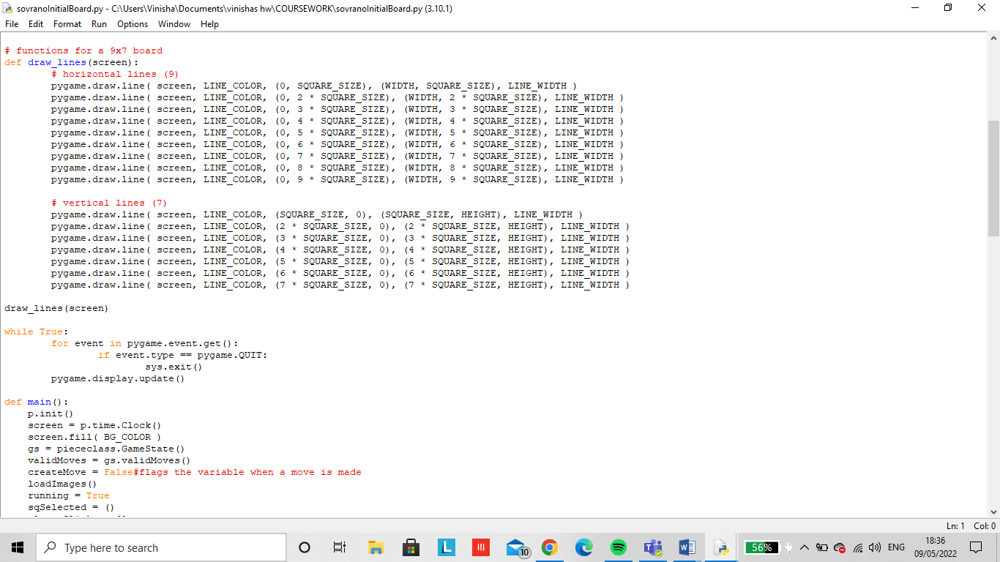 sovranoInitialBoard.py - C:\Users\Vinisha\Documents\vinishas hw\COURSEWORK\sovranoInitialBoard.py (3.10.1)
File Edit Format Run Options Window Help
# functions for a 9x7 board
def draw_lines(screen):
        # horizontal lines (9)
        pygame.draw.line( screen, LINE_COLOR, (0, SQUARE_SIZE), (WIDTH, SQUARE_SIZE), LINE_WIDTH )
        pygame.draw.line( screen, LINE_COLOR, (0, 2 * SQUARE_SIZE), (WIDTH, 2 * SQUARE_SIZE), LINE_WIDTH )
        pygame.draw.line( screen, LINE_COLOR, (0, 3 * SQUARE_SIZE), (WIDTH, 3 * SQUARE_SIZE), LINE_WIDTH )
        pygame.draw.line( screen, LINE_COLOR, (0, 4 * SQUARE_SIZE), (WIDTH, 4 * SQUARE_SIZE), LINE_WIDTH )
        pygame.draw.line( screen, LINE_COLOR, (0, 5 * SQUARE_SIZE), (WIDTH, 5 * SQUARE_SIZE), LINE_WIDTH )
        pygame.draw.line( screen, LINE_COLOR, (0, 6 * SQUARE_SIZE), (WIDTH, 6 * SQUARE_SIZE), LINE_WIDTH )
        pygame.draw.line( screen, LINE_COLOR, (0, 7 * SQUARE_SIZE), (WIDTH, 7 * SQUARE_SIZE), LINE_WIDTH )
        pygame.draw.line( screen, LINE_COLOR, (0, 8 * SQUARE_SIZE), (WIDTH, 8 * SQUARE_SIZE), LINE_WIDTH )
        pygame.draw.line( screen, LINE_COLOR, (0, 9 * SQUARE_SIZE), (WIDTH, 9 * SQUARE_SIZE), LINE_WIDTH )
        # vertical lines (7)
        pygame.draw.line( screen, LINE_COLOR, (SQUARE_SIZE, 0), (SQUARE_SIZE, HEIGHT), LINE_WIDTH )
        pygame.draw.line( screen, LINE_COLOR, (2 * SQUARE_SIZE, 0), (2 * SQUARE_SIZE, HEIGHT), LINE_WIDTH )
        pygame.draw.line( screen, LINE_COLOR, (3 * SQUARE_SIZE, 0), (3 * SQUARE_SIZE, HEIGHT), LINE_WIDTH )
        pygame.draw.line( screen, LINE_COLOR, (4 * SQUARE_SIZE, 0), (4 * SQUARE_SIZE, HEIGHT), LINE_WIDTH )
        pygame.draw.line( screen, LINE_COLOR, (5 * SQUARE_SIZE, 0), (5 * SQUARE_SIZE, HEIGHT), LINE_WIDTH )
        pygame.draw.line( screen, LINE_COLOR, (6 * SQUARE_SIZE, 0), (6 * SQUARE_SIZE, HEIGHT), LINE_WIDTH )
        pygame.draw.line( screen, LINE_COLOR, (7 * SQUARE_SIZE, 0), (7 * SQUARE_SIZE, HEIGHT), LINE_WIDTH )
draw_lines(screen)
while True:
        for event in pygame.event.get():
                if event.type == pygame.QUIT:
                        sys.exit()
        pygame.display.update()
def main():
    p.init()
    screen = p.time.Clock()
    screen.fill( BG_COLOR )
    gs = piececlass.GameState()
    validMoves = gs.validMoves()
    createMove = False#flags the variable when a move is made
    loadImages()
    running = True
    sqSelected = ()
Ln: 1 Col: 0
Type here to search
L
10
56%
ENG
18:36
09/05/2022